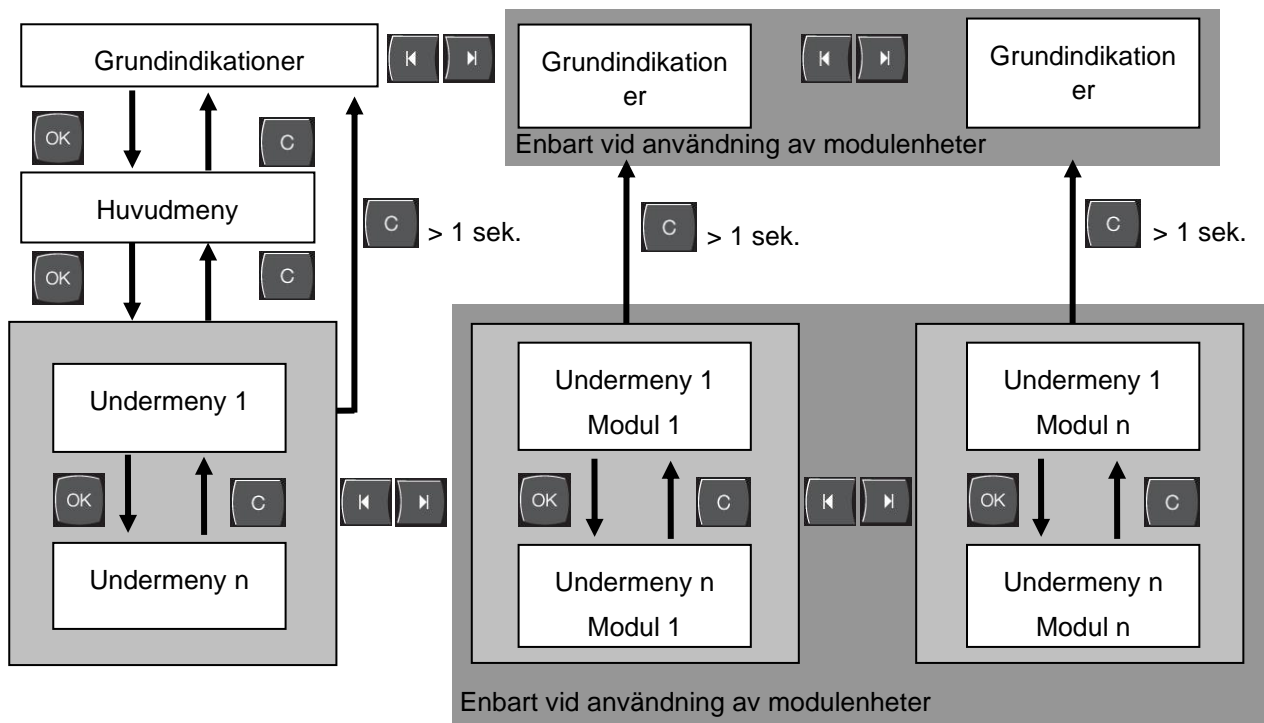 Grundindikationer
Grundindikation
er
Grundindikation
er
Enbart vid användning av modulenheter
OK
C
Huvudmeny
C
> 1 sek.
C
> 1 sek.
C
> 1 sek.
OK
C
Undermeny 1
Undermeny 1
Modul 1
Undermeny 1
Modul n
OK
C
OK
C
OK
C
Undermeny n
Undermeny n
Modul 1
Undermeny n
Modul n
Enbart vid användning av modulenheter